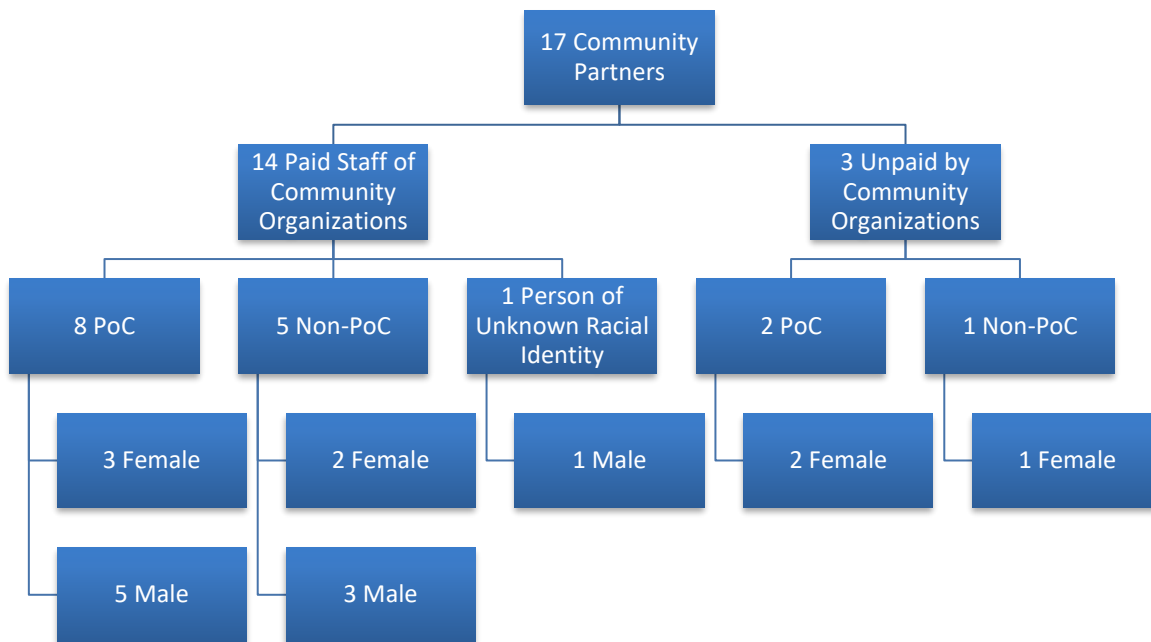 17 Community
Partners
14 Paid Staff of
Community
Organizations
3 Unpaid by
Community
Organizations
8 PoC
5 Non-PoC
1 Person of
Unknown Racial
Identity
2 PoC
1 Non-PoC
3 Female
2 Female
1 Male
2 Female
1 Female
5 Male
3 Male